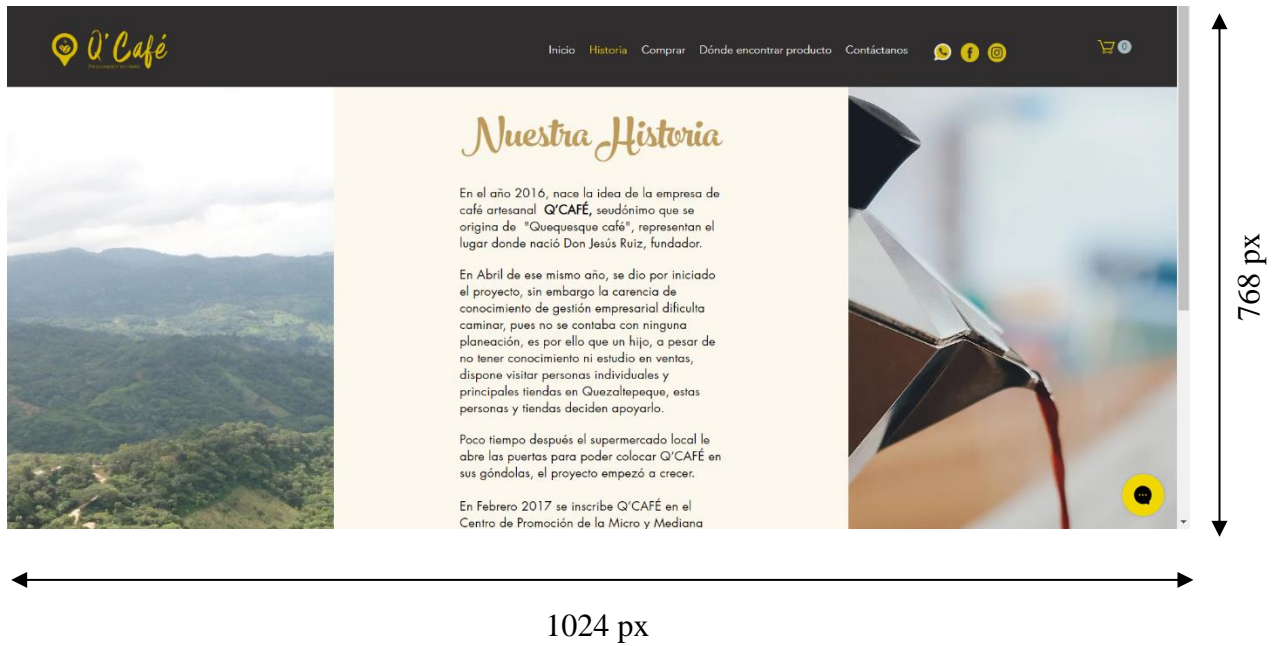 Q' Café
Inicio Historia Comprar Dónde encontrar producto Contáctanos
0
Nuestra Historia
En el año 2016, nace la idea de la empresa de
café artesanal Q'CAFÉ, seudónimo que se
origina de "Quequesque café", representan el
lugar donde nació Don Jesús Ruiz, fundador.
En Abril de ese mismo año, se dio por iniciado
el proyecto, sin embargo la carencia de
conocimiento de gestión empresarial dificulta
caminar, pues no se contaba con ninguna
planeación, es por ello que un hijo, a pesar de
no tener conocimiento ni estudio en ventas,
dispone visitar personas individuales y
principales tiendas en Quezaltepeque, estas
personas y tiendas deciden apoyarlo.
Poco tiempo después el supermercado local le
abre las puertas para poder colocar Q'CAFÉ en
sus góndolas, el proyecto empezó a crecer.
En Febrero 2017 se inscribe Q'CAFÉ en el
Centro de Promoción de la Micro y Mediana
768 px
1024 px